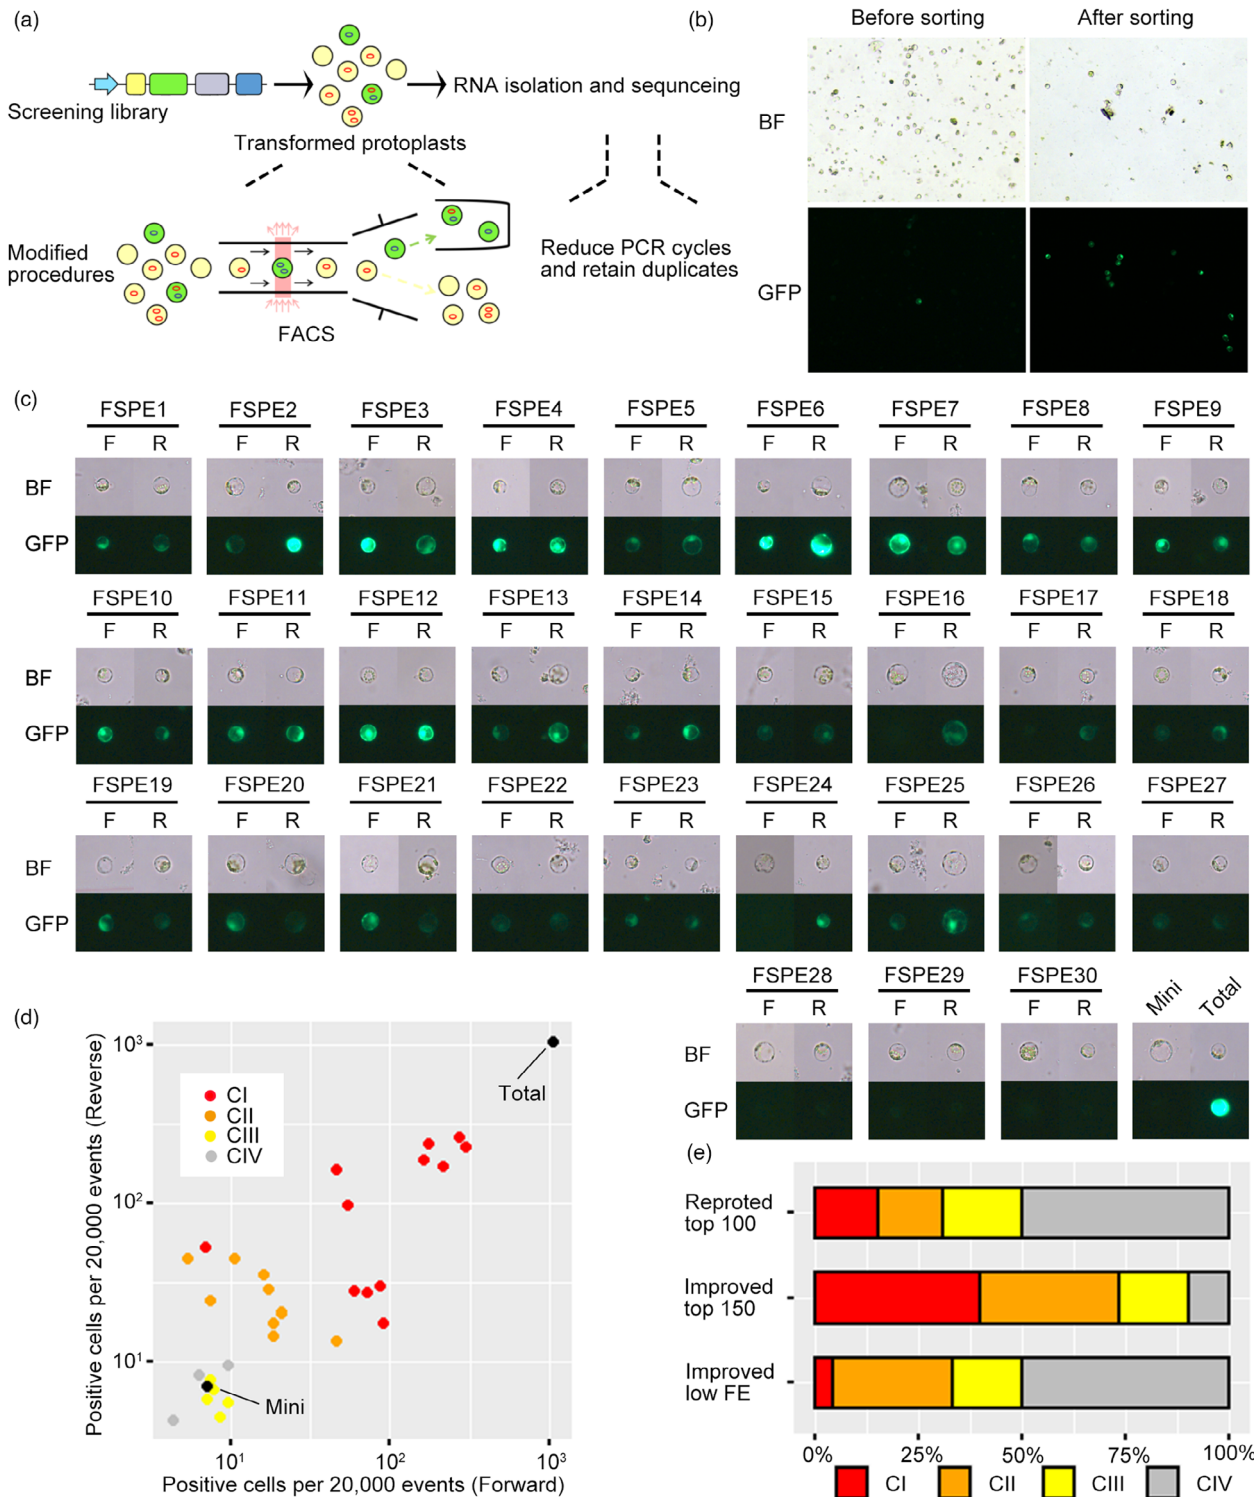 (a)
Screening library
Transformed protoplasts
RNA isolation and sequnceing
Modified
procedures
FACS
Reduce PCR cycles
and retain duplicates
(b)
Before sorting
After sorting
BF
GFP
(c)
FSPE1 FSPE2 FSPE3 FSPE4 FSPE5 FSPE6 FSPE7 FSPE8 FSPE9
F R F R F R F R F R F R F R F R F R
BF
GFP
FSPE10 FSPE11 FSPE12 FSPE13 FSPE14 FSPE15 FSPE16 FSPE17 FSPE18
F R F R F R F R F R F R F R F R F R
BF
GFP
FSPE19 FSPE20 FSPE21 FSPE22 FSPE23 FSPE24 FSPE25 FSPE26 FSPE27
F R F R F R F R F R F R F R F R F R
BF
GFP
FSPE28 FSPE29 FSPE30 Mini Total
F R F R F R
BF
GFP
(d)
Positive cells per 20,000 events (Reverse)
10³
10²
10¹
CI
CII
CIII
CIV
Total
Mini
10¹ 10² 10³
Positive cells per 20,000 events (Forward)
(e)
Reproted
top 100
Improved
top 150
Improved
low FE
0% 25% 50% 75% 100%
CI CII CIII CIV